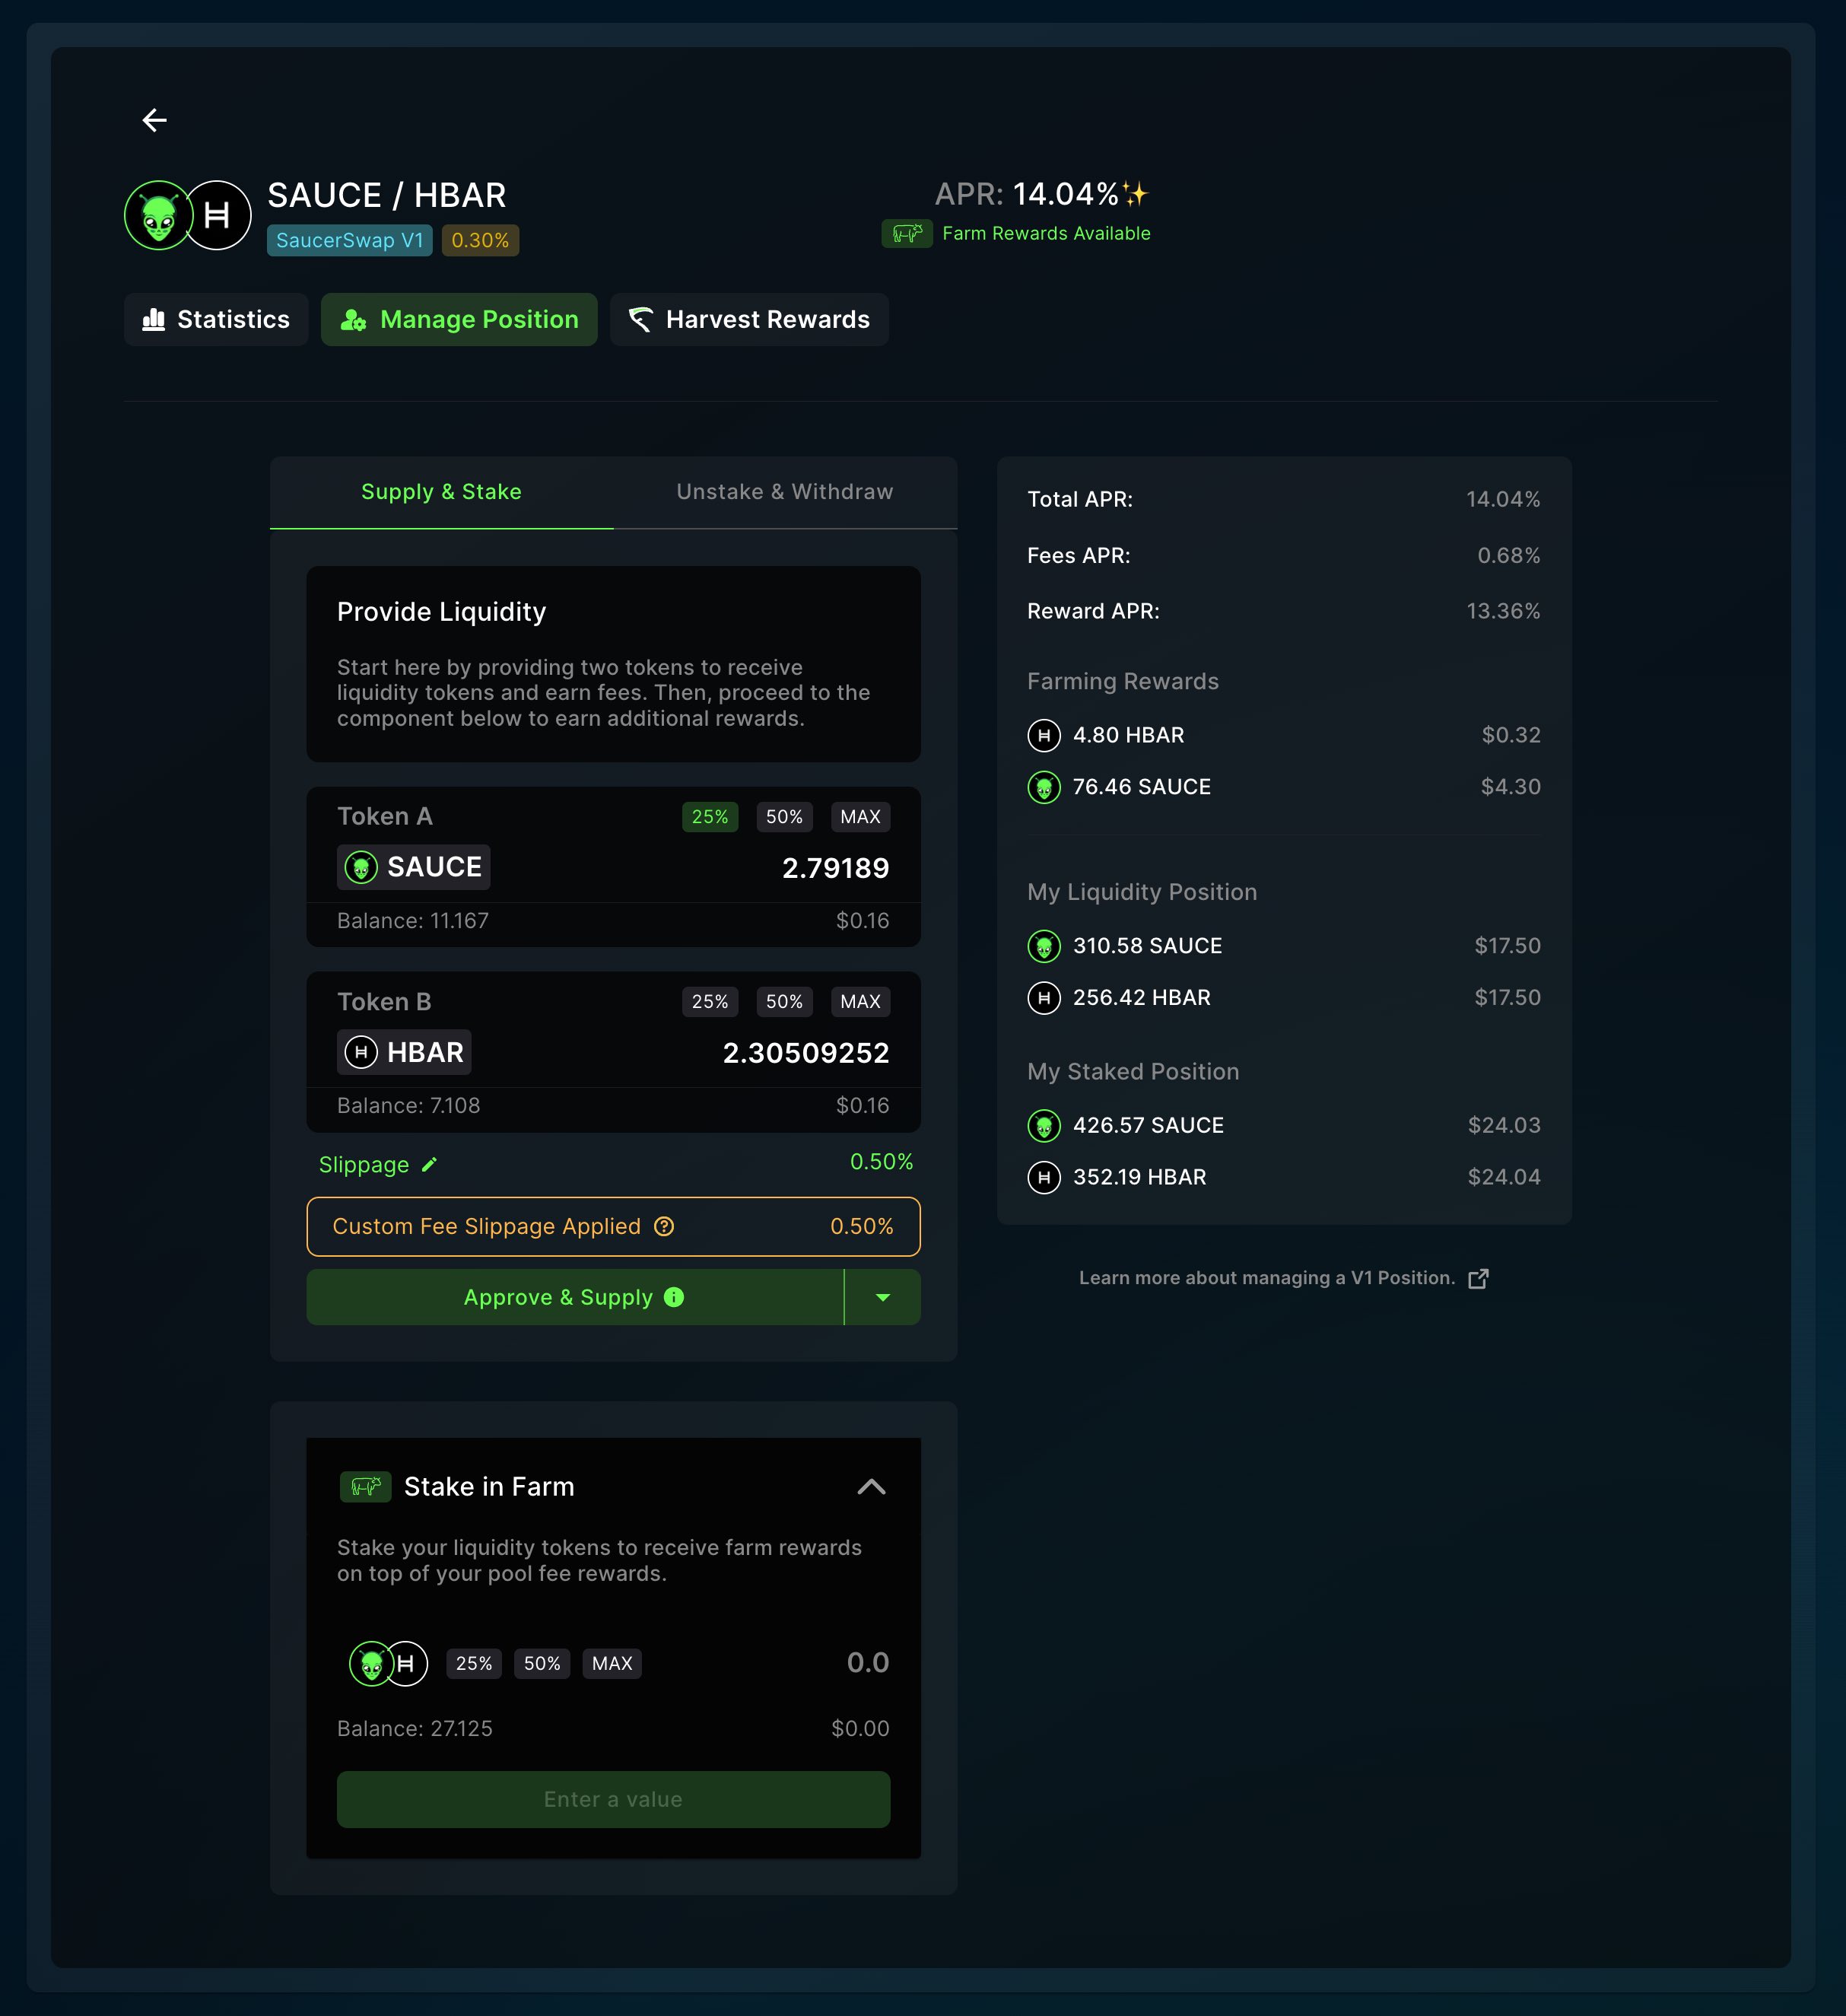 SAUCE / HBAR
SaucerSwap V1 0.30%
APR: 14.04%✨
Farm Rewards Available
Statistics
Manage Position
Harvest Rewards
Supply & Stake
Unstake & Withdraw
Provide Liquidity
Start here by providing two tokens to receive
liquidity tokens and earn fees. Then, proceed to the
component below to earn additional rewards.
Token A 25% 50% MAX
SAUCE 2.79189
Balance: 11.167 $0.16
Token B 25% 50% MAX
HBAR 2.30509252
Balance: 7.108 $0.16
Slippage 0.50%
Custom Fee Slippage Applied 0.50%
Approve & Supply
Stake in Farm
Stake your liquidity tokens to receive farm rewards
on top of your pool fee rewards.
25% 50% MAX 0.0
Balance: 27.125 $0.00
Enter a value
Total APR: 14.04%
Fees APR: 0.68%
Reward APR: 13.36%
Farming Rewards
4.80 HBAR $0.32
76.46 SAUCE $4.30
My Liquidity Position
310.58 SAUCE $17.50
256.42 HBAR $17.50
My Staked Position
426.57 SAUCE $24.03
352.19 HBAR $24.04
Learn more about managing a V1 Position.